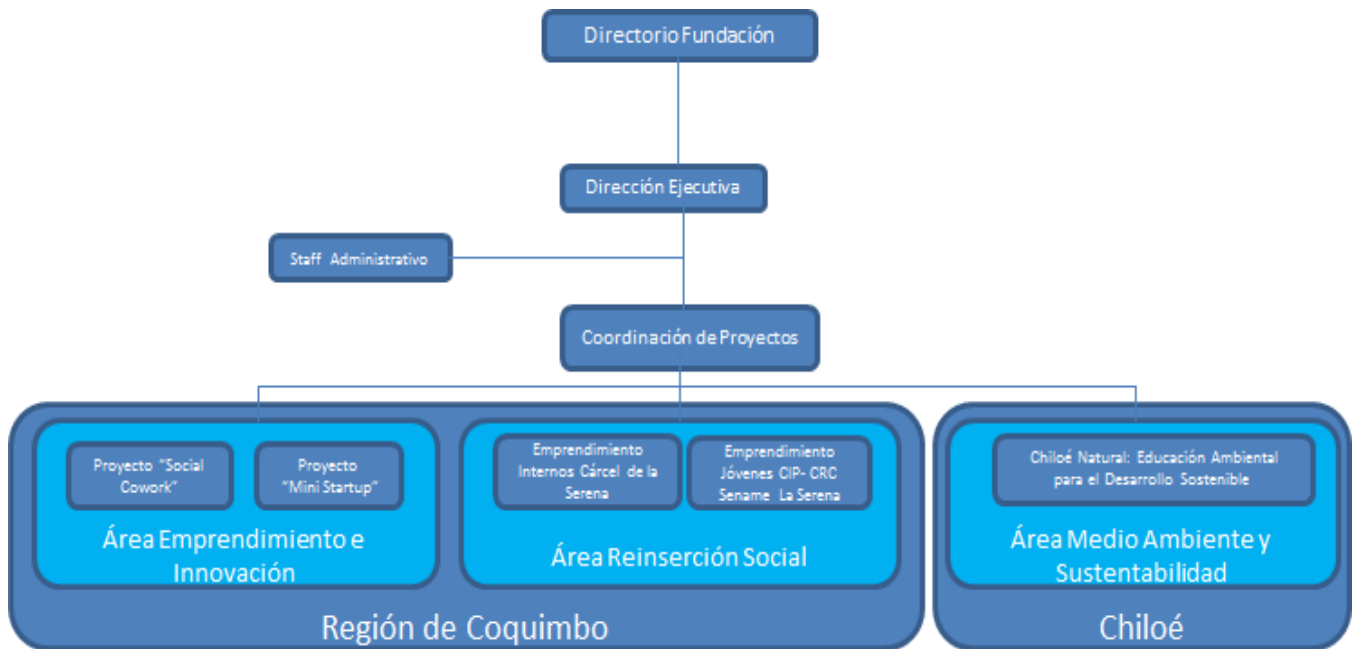 Directorio Fundación
Dirección Ejecutiva
Staff Administrativo
Coordinación de Proyectos
Proyecto "Social
Cowork"
Proyecto
"Mini Startup"
Área Emprendimiento e
Innovación
Emprendimiento
Internos Cárcel de la
Serena
Emprendimiento
Jóvenes CIP- CRC
Sename La Serena
Área Reinserción Social
Región de Coquimbo
Chiloé Natural: Educación Ambiental
para el Desarrollo Sostenible
Área Medio Ambiente y
Sustentabilidad
Chiloé